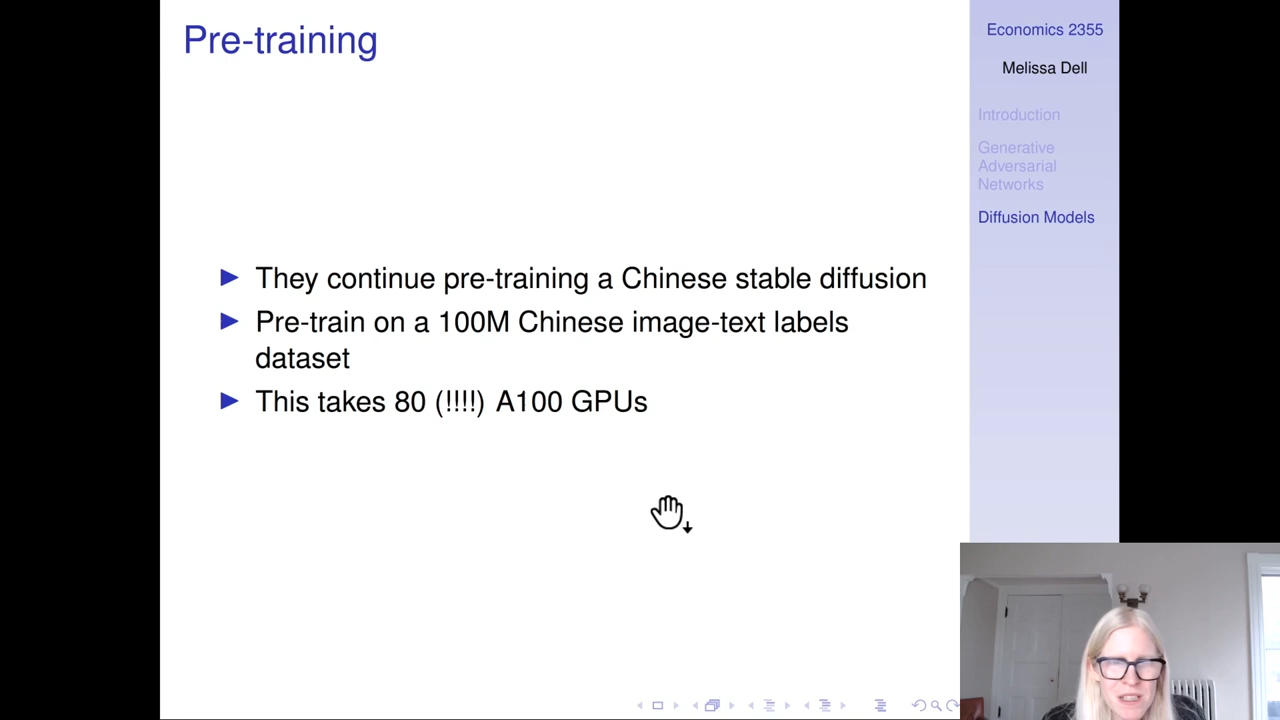 Pre-training
They continue pre-training a Chinese stable diffusion
Pre-train on a 100M Chinese image-text labels
dataset
This takes 80 (!!!!) A100 GPUs
Economics 2355
Melissa Dell
Introduction
Generative
Adversarial
Networks
Diffusion Models